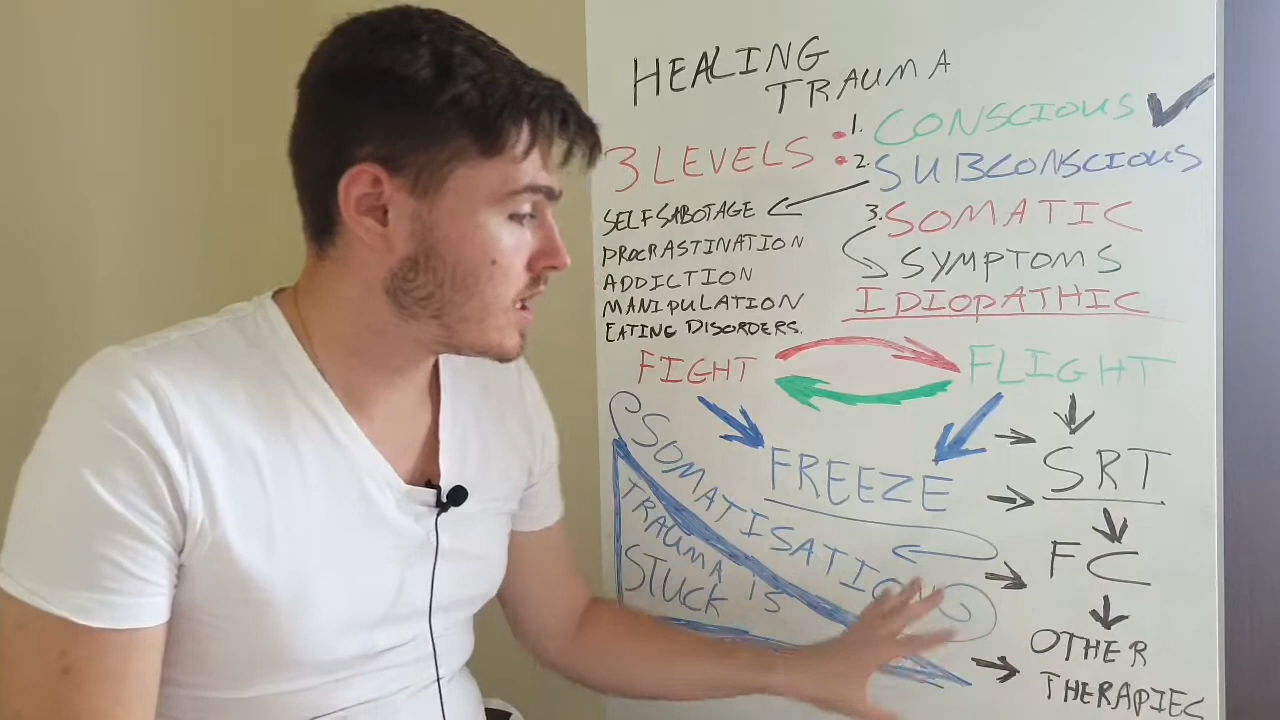 HEALING
TRAUMA
3 LEVELS
1. CONSCIOUS
2. SUBCONSCIOUS
3. SOMATIC
SYMPTOMS
IDIOPATHIC
SELF SABOTAGE
PROCRASTINATION
ADDICTION
MANIPULATION
EATING DISORDERS.
FIGHT
FLIGHT
FREEZE
SOMATISATION
TRAUMA IS
STUCK
SRT
FC
OTHER
THERAPIES